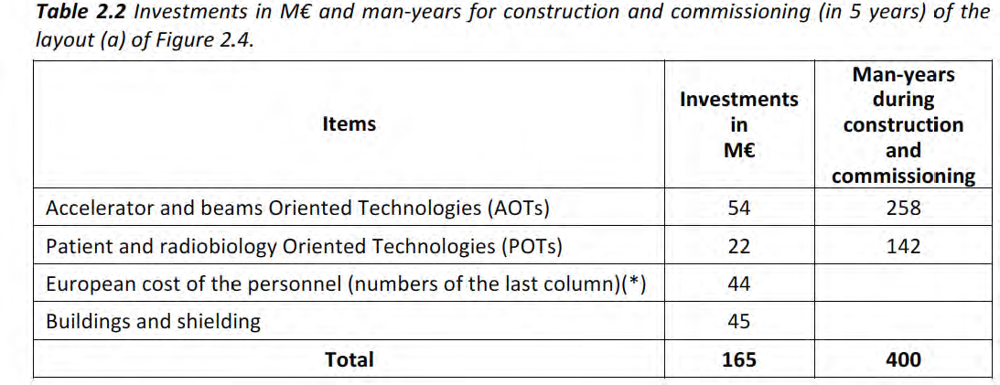 Table 2.2 Investments in M€ and man-years for construction and commissioning (in 5 years) of the
layout (a) of Figure 2.4.
Items
Investments
in
M€
Man-years
during
construction
and
commissioning
Accelerator and beams Oriented Technologies (AOTs) 54 258
Patient and radiobiology Oriented Technologies (POTs) 22 142
European cost of the personnel (numbers of the last column)(*) 44
Buildings and shielding 45
Total 165 400